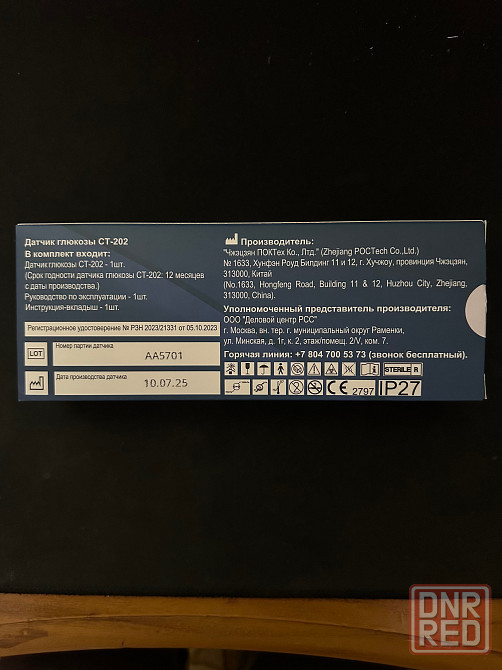 Датчик глюкозы CT-202
В комплект входит:
Датчик глюкозы CT-202 - 1шт.
(Срок годности датчика глюкозы CT-202: 12 месяцев
с даты производства.)
Руководство по эксплуатации - 1шт.
Инструкция-вкладыш - 1шт.
Регистрационное удостоверение № РЗН 2023/21331 от 05.10.2023
LOT
Номер партии датчика
AA5701
Дата производства датчика
10.07.25
Производитель:
"Чжэцзян ПОКТех Ко., Лтд." (Zhejiang POCTech Co.,Ltd.)
№ 1633, Хунфэн Роуд Билдинг 11 и 12, г. Хучжоу, провинция Чжэцзян,
313000, Китай
(No.1633, Hongfeng Road, Building 11 & 12, Huzhou City, Zhejiang,
313000, China).
Уполномоченный представитель производителя:
ООО "Деловой центр РСС"
г. Москва, вн. тер. г. муниципальный округ Раменки,
ул. Минская, д. 1г, к. 2, этаж/помещ. 2/V, ком. 7.
Горячая линия: +7 804 700 53 73 (звонок бесплатный).
STERILE R
CE 2797
IP27
DNR
RED